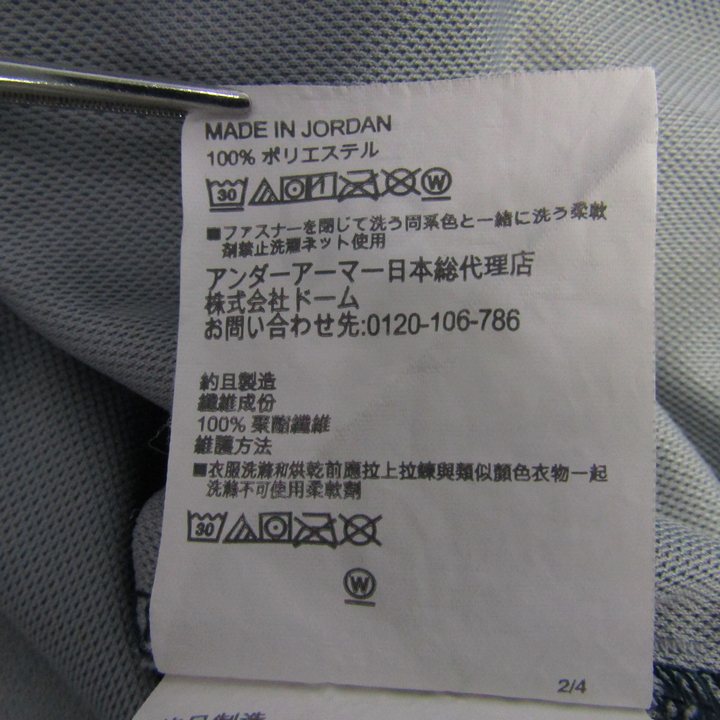 MADE IN JORDAN
100% ポリエステル
30 W
■ファスナーを閉じて洗う同系色と一緒に洗う柔軟
剤禁止洗濯ネット使用
アンダーアーマー日本総代理店
株式会社ドーム
お問い合わせ先:0120-106-786
約旦製造
纖維成份
100% 聚酯纖維
維護方法
■衣服洗滌和烘乾前應拉上拉鍊與類似顏色衣物一起
洗滌不可使用柔軟劑
30
W
2/4